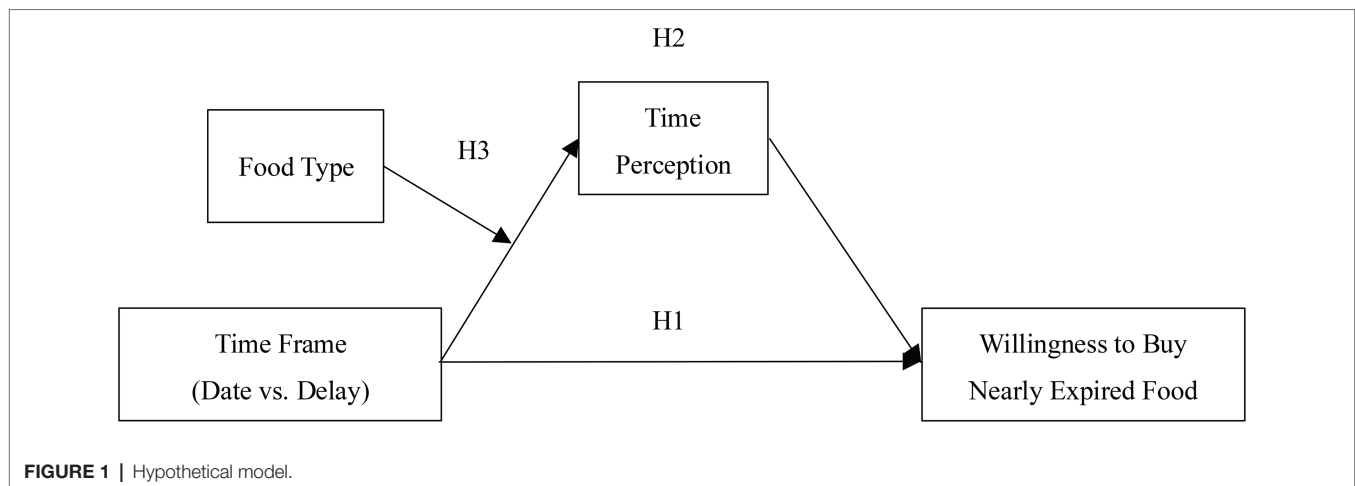 H2
Time
Perception
Food Type
H3
H1
Time Frame
(Date vs. Delay)
Willingness to Buy
Nearly Expired Food
FIGURE 1 | Hypothetical model.